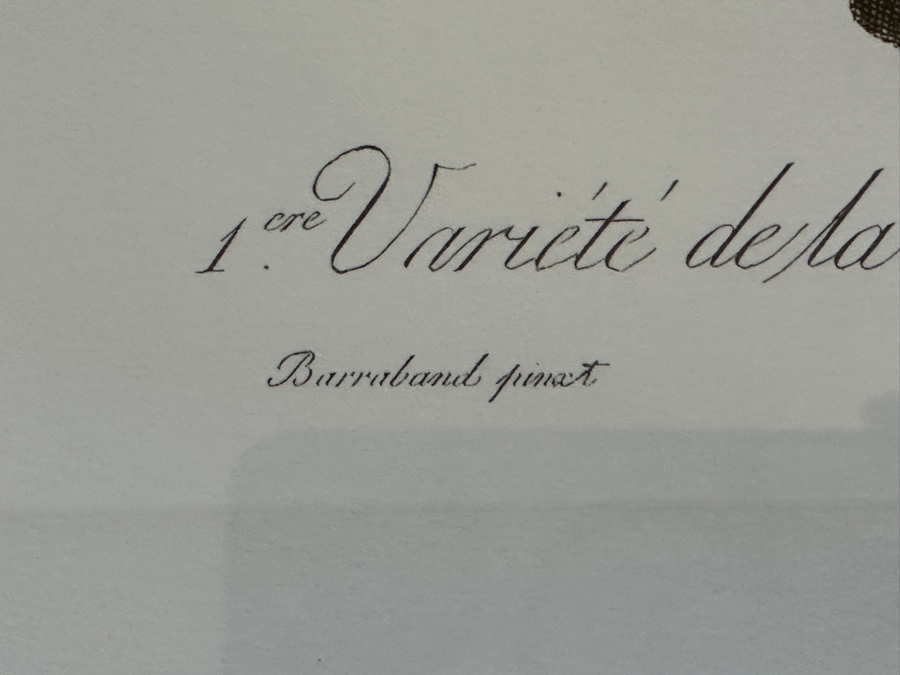 1.ere Variété de la
Barraband pinxt